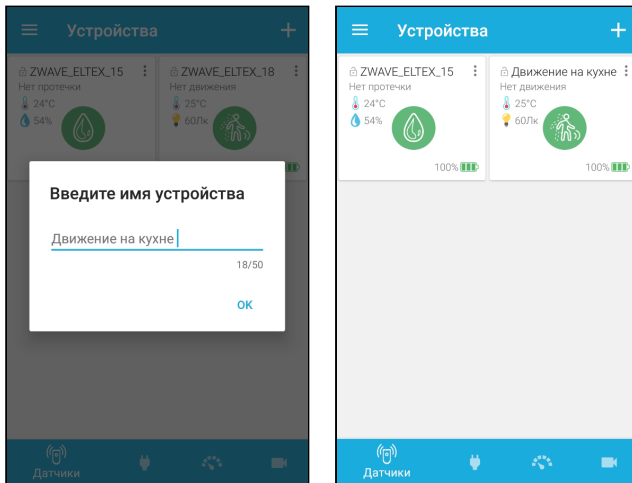 Устройства
ZWAVE_ELTEX_15
Нет протечки
24°C
54%
ZWAVE_ELTEX_18
Нет движения
25°C
60Лк
Введите имя устройства
Движение на кухне
18/50
ОК
Датчики
Устройства
ZWAVE_ELTEX_15
Нет протечки
24°C
54%
100%
Движение на кухне
Нет движения
25°C
60Лк
100%
Датчики